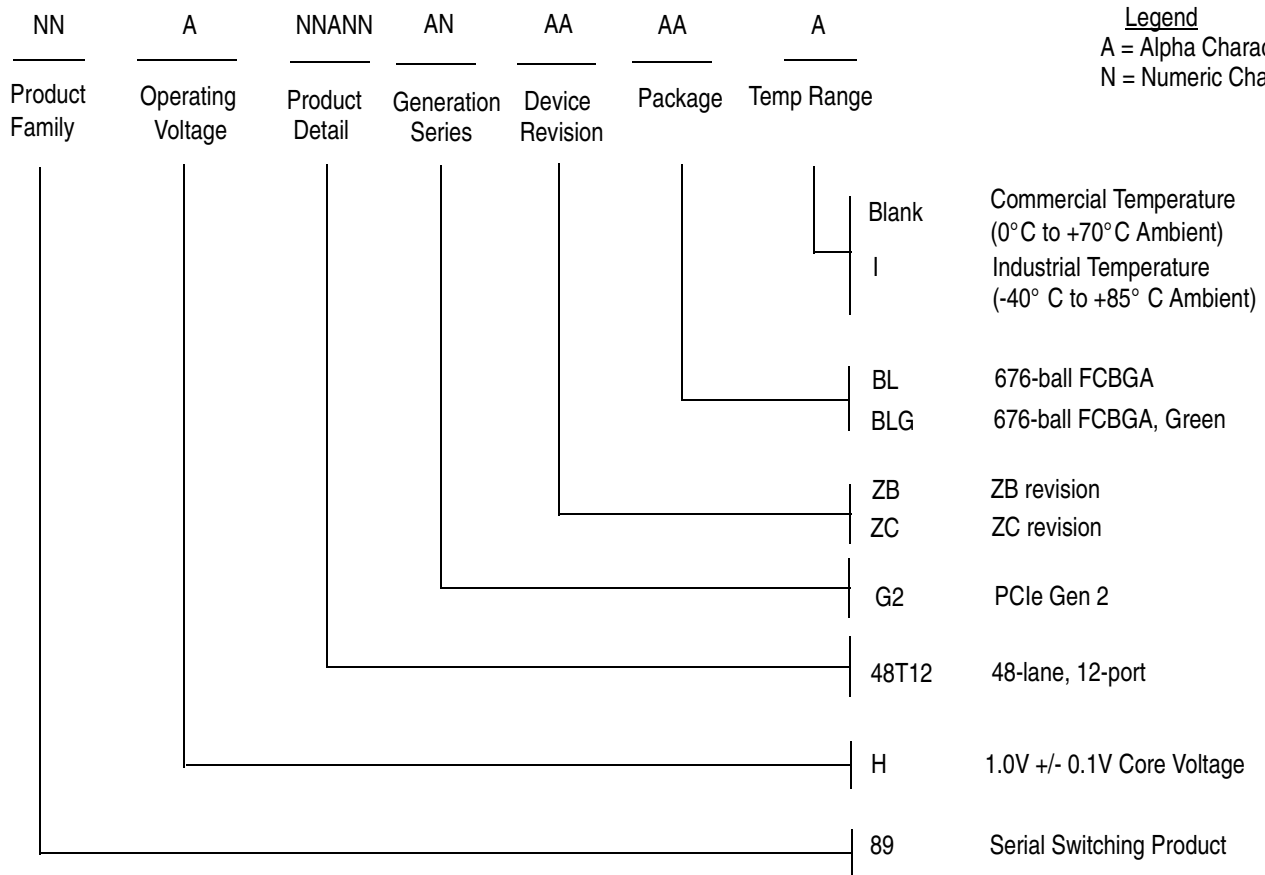 NN A NNANN AN AA AA A
Legend
A = Alpha Charac
N = Numeric Cha
Product Family
Operating Voltage
Product Detail
Generation Series
Device Revision
Package
Temp Range
Blank Commercial Temperature
(0°C to +70°C Ambient)
I Industrial Temperature
(-40° C to +85° C Ambient)
BL 676-ball FCBGA
BLG 676-ball FCBGA, Green
ZB ZB revision
ZC ZC revision
G2 PCIe Gen 2
48T12 48-lane, 12-port
H 1.0V +/- 0.1V Core Voltage
89 Serial Switching Product